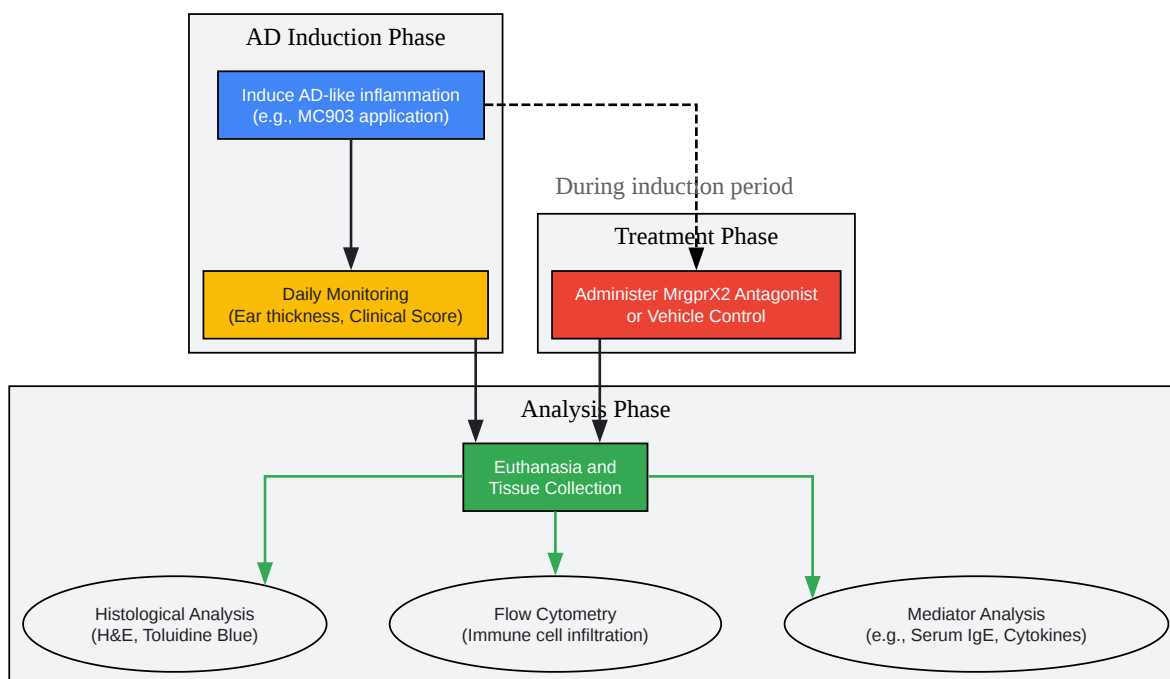 AD Induction Phase
Induce AD-like inflammation
(e.g., MC903 application)
During induction period
Treatment Phase
Daily Monitoring
(Ear thickness, Clinical Score)
Administer MrgprX2 Antagonist
or Vehicle Control
Analysis Phase
Euthanasia and
Tissue Collection
Histological Analysis
(H&E, Toluidine Blue)
Flow Cytometry
(Immune cell infiltration)
Mediator Analysis
(e.g., Serum IgE, Cytokines)